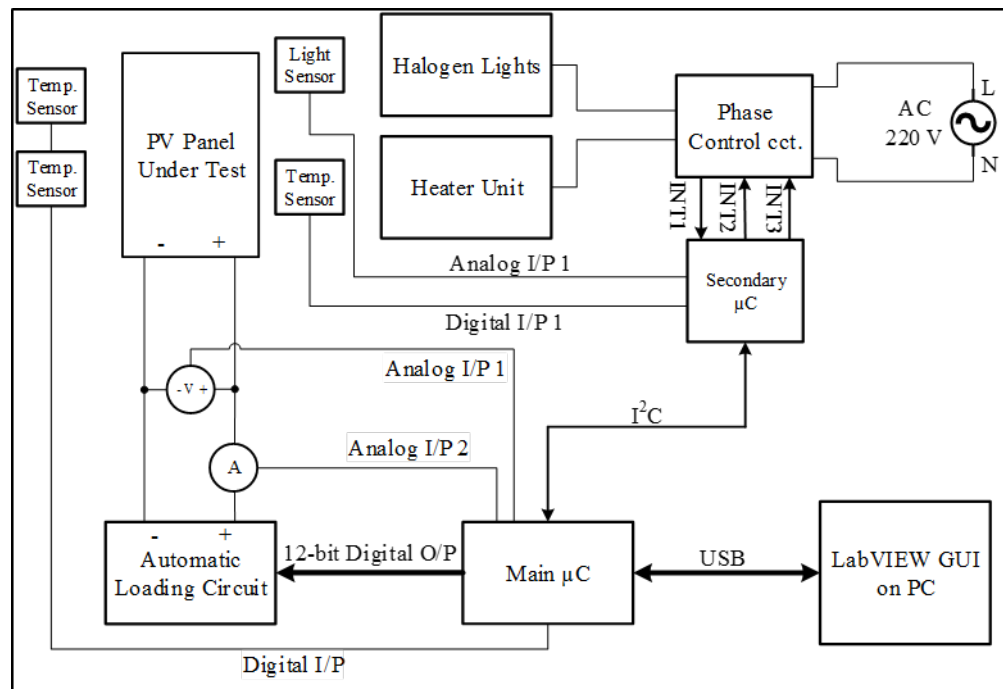 Temp.
Sensor
Temp.
Sensor
PV Panel
Under Test
- +
Light
Sensor
Temp.
Sensor
Halogen Lights
Heater Unit
Phase
Control cct.
AC
220 V
L
N
INT1
INT2
INT3
Secondary
µC
Analog I/P 1
Digital I/P 1
Analog I/P 1
-V +
Analog I/P 2
A
I²C
- +
Automatic
Loading Circuit
12-bit Digital O/P
Main µC
USB
LabVIEW GUI
on PC
Digital I/P